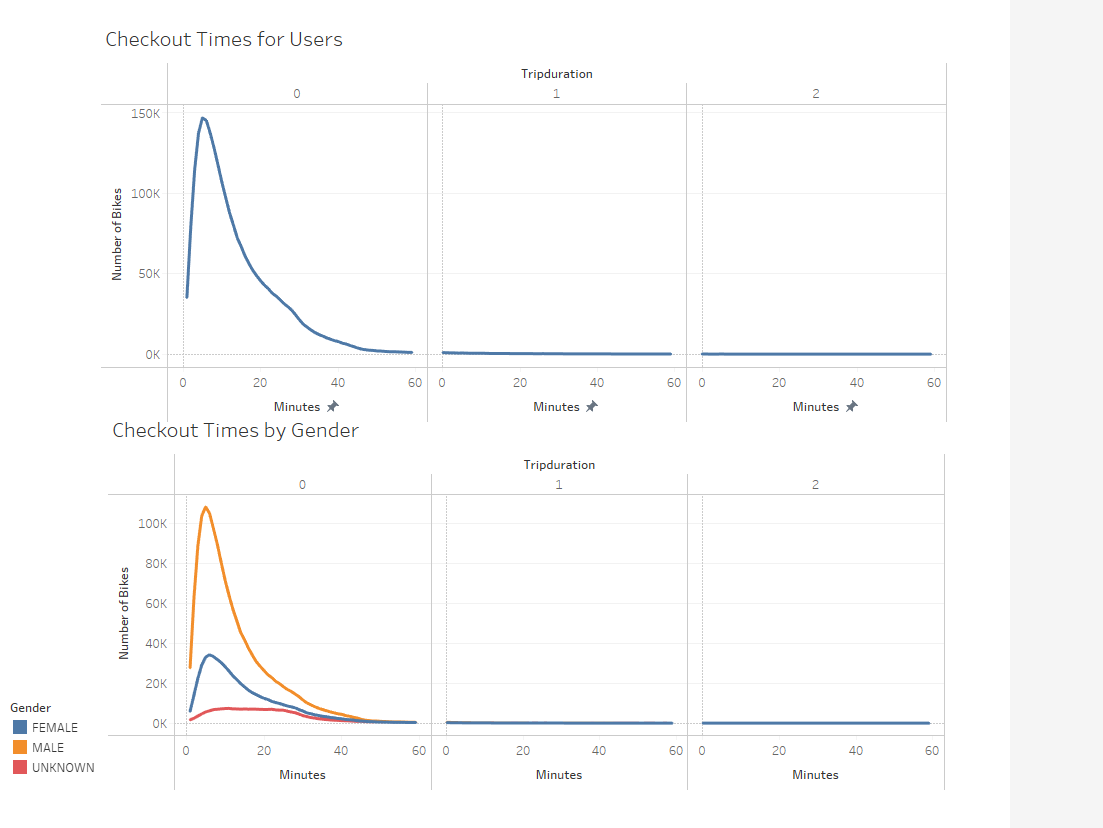 Checkout Times for Users
Tripduration
0 1 2
150K
100K
50K
0K
Number of Bikes
0 20 40 60 0 20 40 60 0 20 40 60
Minutes Minutes Minutes
Checkout Times by Gender
Tripduration
0 1 2
100K
80K
60K
40K
20K
0K
Number of Bikes
0 20 40 60 0 20 40 60 0 20 40 60
Minutes Minutes Minutes
Gender
FEMALE
MALE
UNKNOWN